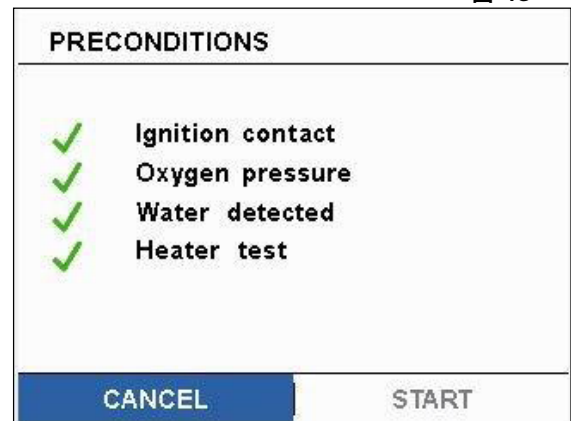 PRECONDITIONS
Ignition contact
Oxygen pressure
Water detected
Heater test
CANCEL START